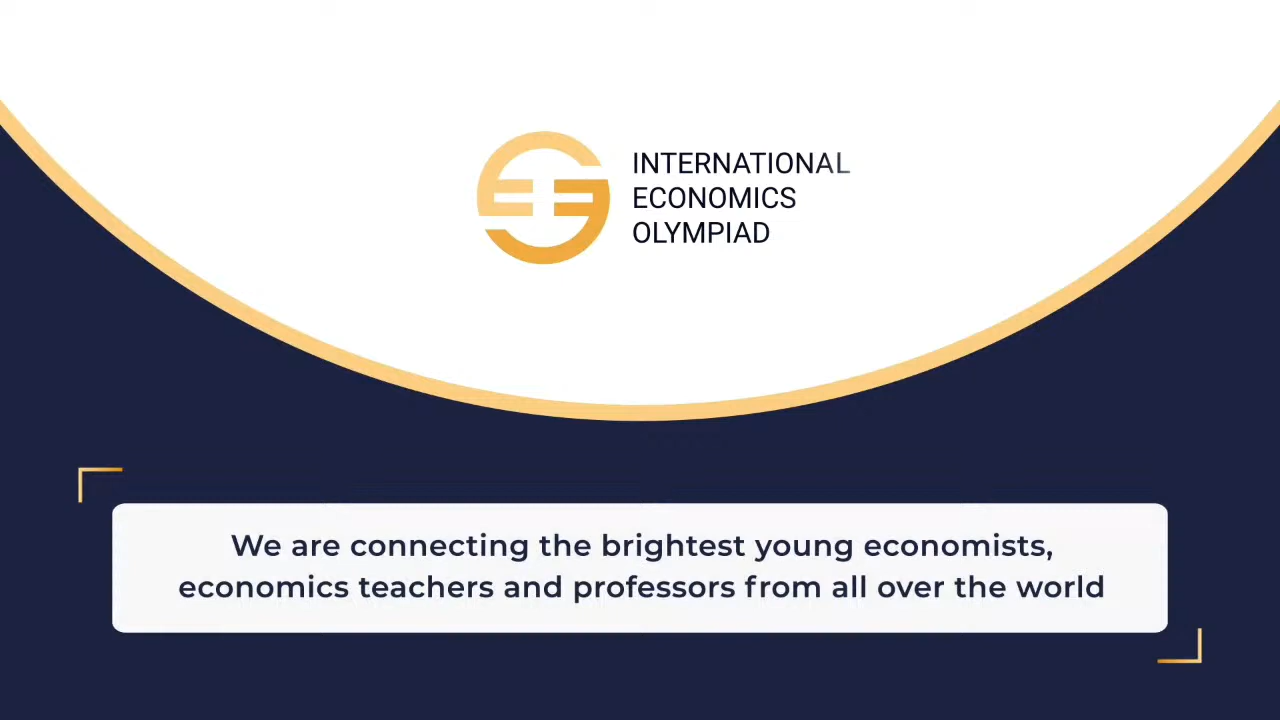 INTERNATIONAL
ECONOMICS
OLYMPIAD
We are connecting the brightest young economists,
economics teachers and professors from all over the world